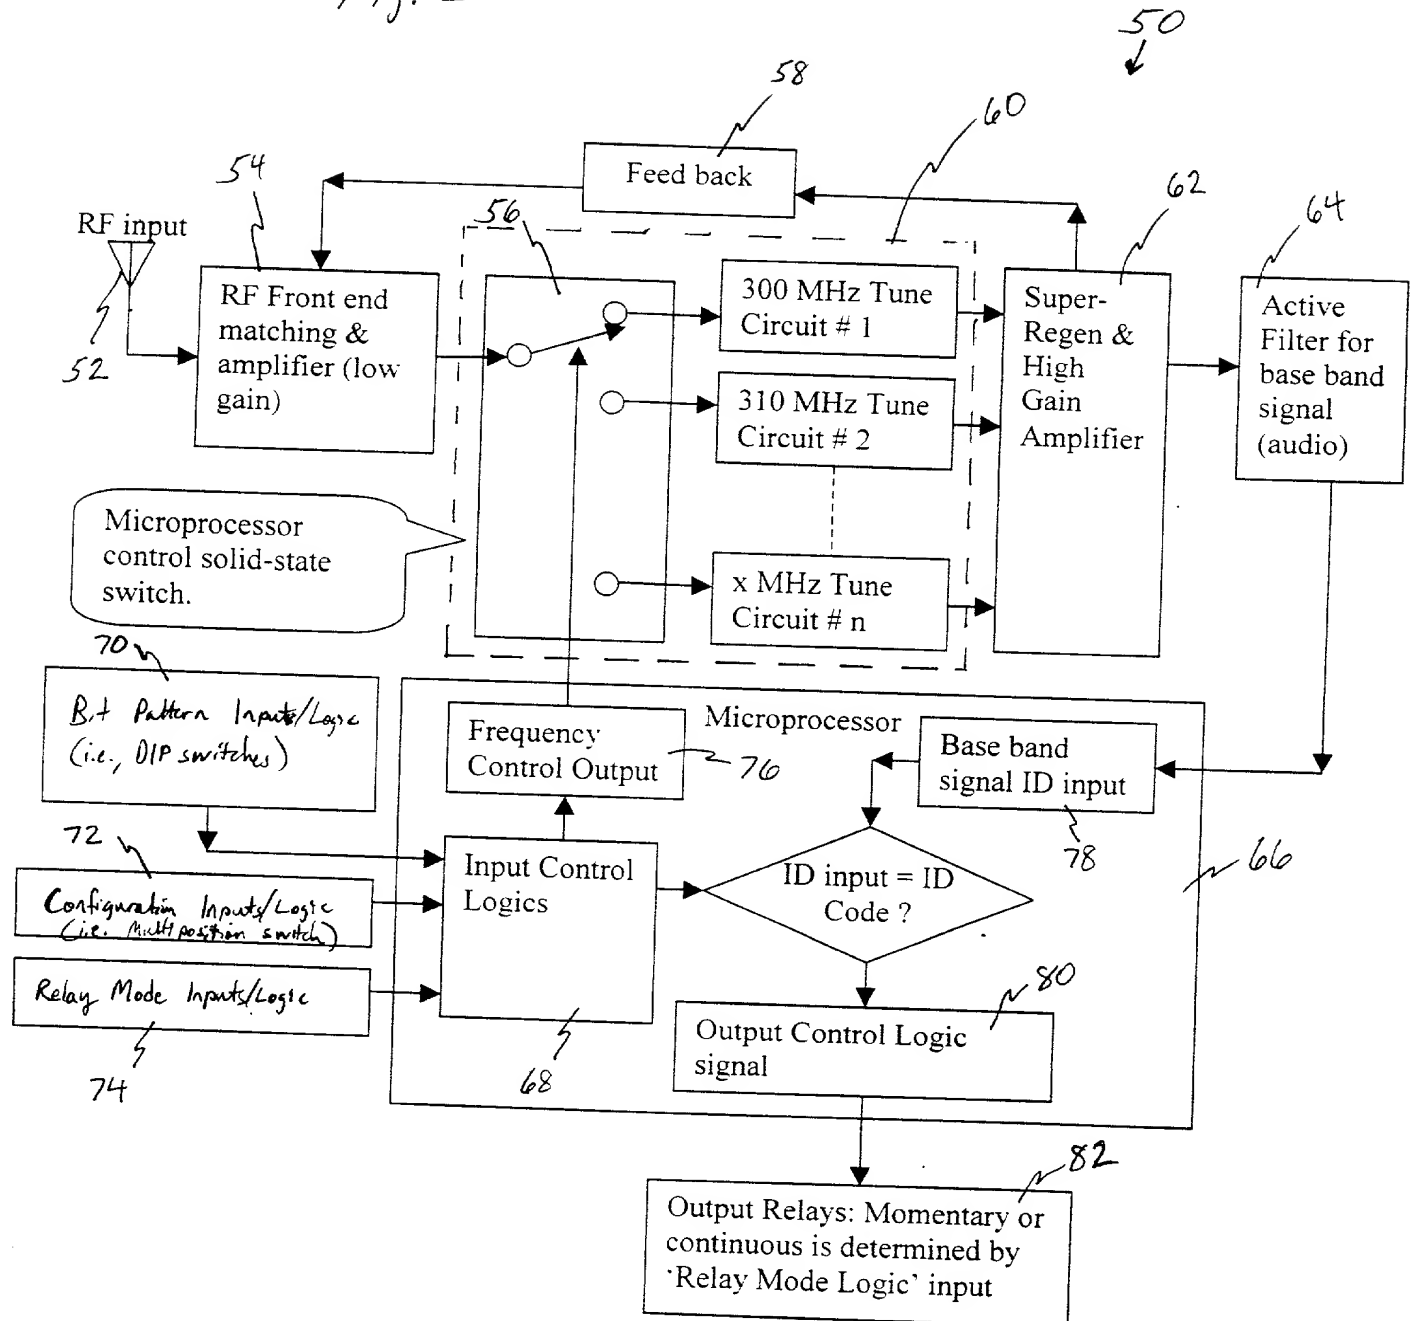 Fig.
50
58
60
54
Feed back
56
62
64
RF input
52
RF Front end
matching &
amplifier (low
gain)
300 MHz Tune
Circuit # 1
310 MHz Tune
Circuit # 2
x MHz Tune
Circuit # n
Super-
Regen &
High
Gain
Amplifier
Active
Filter for
base band
signal
(audio)
Microprocessor
control solid-state
switch.
70
Bit Pattern Inputs/Logic
(i.e., DIP switches)
Frequency
Control Output
76
Microprocessor
Base band
signal ID input
78
66
72
Configuration Inputs/Logic
(i.e. Multiposition switch)
Relay Mode Inputs/Logic
74
Input Control
Logics
68
ID input = ID
Code ?
80
Output Control Logic
signal
82
Output Relays: Momentary or
continuous is determined by
'Relay Mode Logic' input